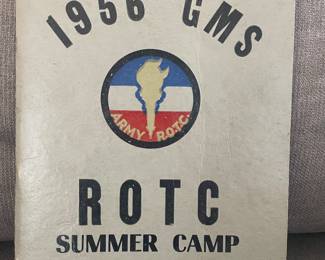 1956 GMS
ARMY R.O.T.C.
ROTC
SUMMER CAMP